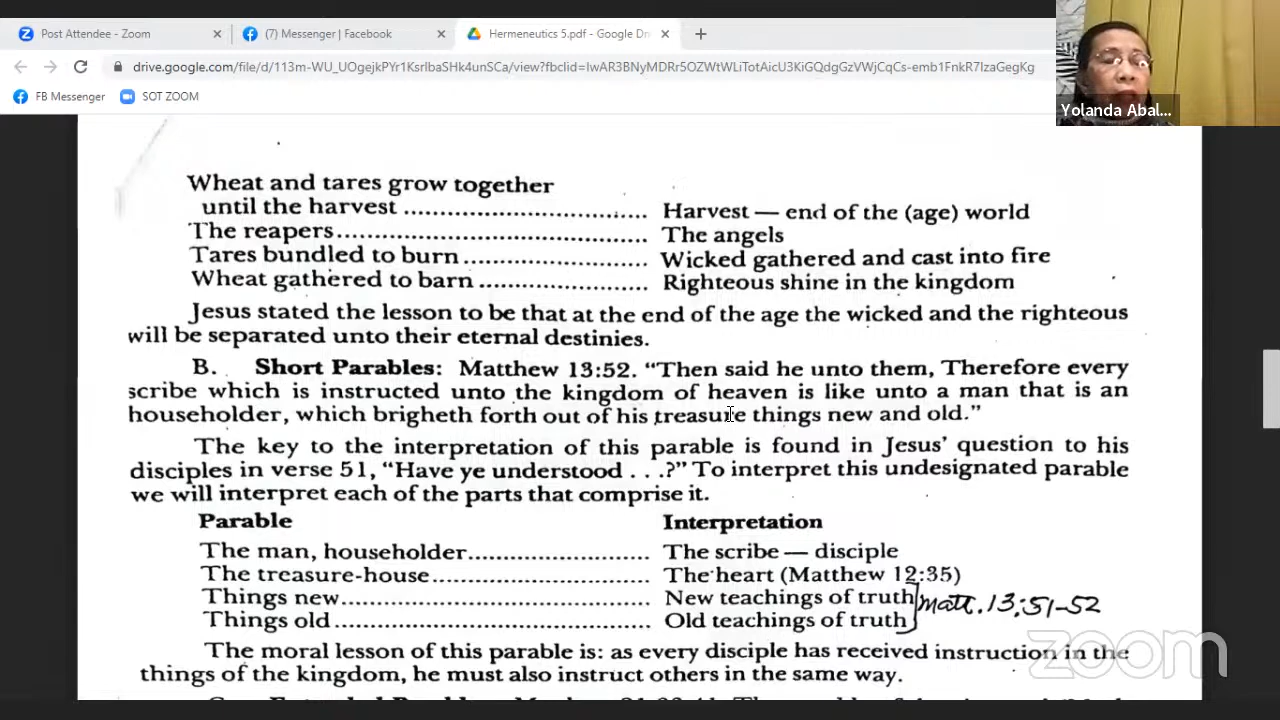 Post Attendee - Zoom
(7) Messenger | Facebook
Hermeneutics 5.pdf - Google Dri
FB Messenger
SOT ZOOM
Yolanda Abal...
Wheat and tares grow together
until the harvest .................................. Harvest — end of the (age) world
The reapers............................................ The angels
Tares bundled to burn.......................... Wicked gathered and cast into fire
Wheat gathered to barn ........................ Righteous shine in the kingdom
Jesus stated the lesson to be that at the end of the age the wicked and the righteous
will be separated unto their eternal destinies.
B. Short Parables: Matthew 13:52. “Then said he unto them, Therefore every
scribe which is instructed unto the kingdom of heaven is like unto a man that is an
householder, which brigheth forth out of his treasure things new and old.”
The key to the interpretation of this parable is found in Jesus’ question to his
disciples in verse 51, “Have ye understood . . .?” To interpret this undesignated parable
we will interpret each of the parts that comprise it.
Parable Interpretation
The man, householder.......................... The scribe — disciple
The treasure-house............................... The heart (Matthew 12:35)
Things new........................................... New teachings of truth
Matt. 13:51-52
Things old ............................................ Old teachings of truth
The moral lesson of this parable is: as every disciple has received instruction in the
things of the kingdom, he must also instruct others in the same way.
zoom